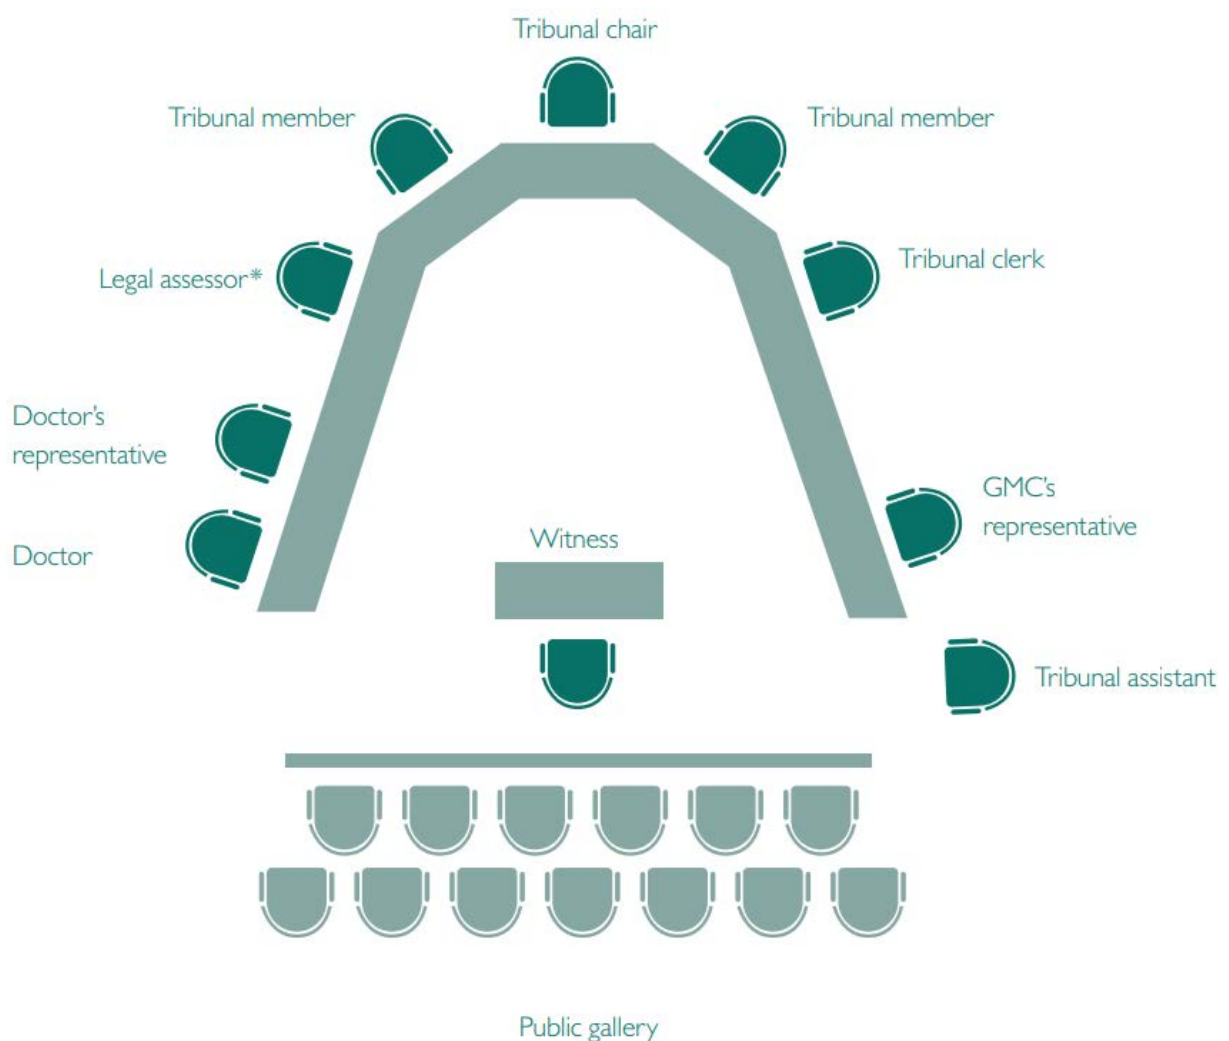 Tribunal chair
Tribunal member
Tribunal member
Legal assessor*
Tribunal clerk
Doctor's
representative
GMC's
representative
Doctor
Witness
Tribunal assistant
Public gallery